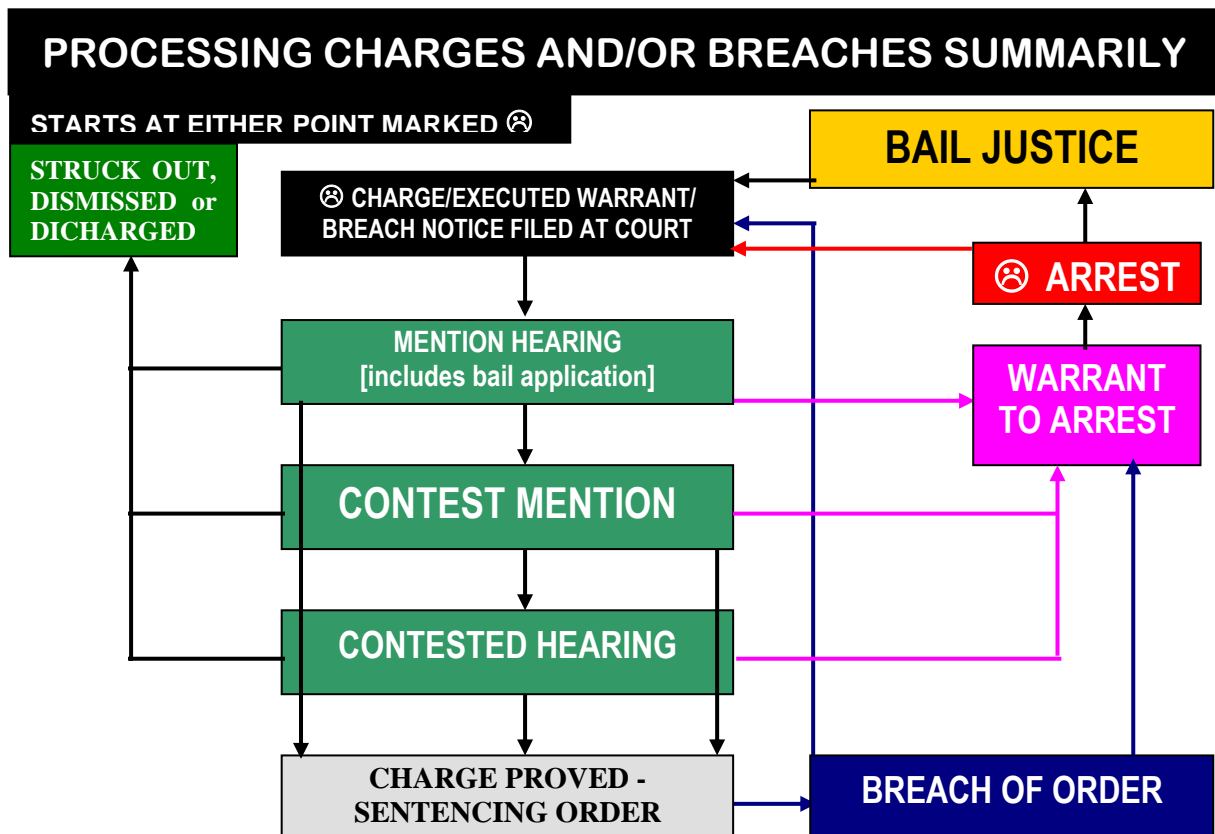 PROCESSING CHARGES AND/OR BREACHES SUMMARILY
STARTS AT EITHER POINT MARKED ☹
STRUCK OUT,
DISMISSED or
DICHARGED
☹ CHARGE/EXECUTED WARRANT/
BREACH NOTICE FILED AT COURT
BAIL JUSTICE
☹ ARREST
MENTION HEARING
[includes bail application]
WARRANT
TO ARREST
CONTEST MENTION
CONTESTED HEARING
CHARGE PROVED -
SENTENCING ORDER
BREACH OF ORDER